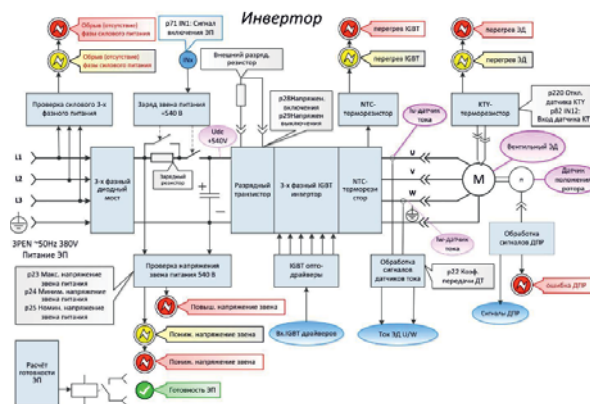 Инвертор
Обрыв (отсутствие)
фазы силового питания
Обрыв (отсутствие)
фазы силового питания
p71 IN1: Сигнал
включения ЭП
INx
Внешний разряд.
резистор
перегрев IGBT
перегрев IGBT
перегрев ЭД
перегрев ЭД
Проверка силового 3-х
фазного питания
Заряд звена питания
~540 В
p28Напряжен.
включения
p29Напряжен
выключения
NTC-
терморезистор
KTY-
терморезистор
p220 Откл.
датчика KTY
p82 IN12:
Вход датчика KT
Udc
+540V
Iu-датчик
тока
Вентильный ЭД
L1
L2
L3
3-х фазный
диодный
мост
Зарядный
резистор
Разрядный
транзистор
3-х фазный IGBT
инвертор
NTC-
терморези
стор
U
V
W
M
Датчик
положения
ротора
3PEN ~50Hz 380V
Питание ЭП
Iw-датчик
тока
p23 Макс. напряжение
звена питания
p24 Миним. напряжение
звена питания
p25 Номин. напряжение
звена питания
Проверка напряжения
звена питания 540 В
IGBT опто-
драйверы
Обработка
сигналов
датчиков тока
p22 Коэф.
передачи ДТ
Обработка
сигналов ДПР
ошибка ДПР
Повыш. напряжение звена
Пониж. напряжение звена
Пониж. напряжение звена
Вх.IGBT драйверов
Ток ЭД U/W
Сигналы ДПР
Расчёт
готовности
ЭП
Готовность ЭП